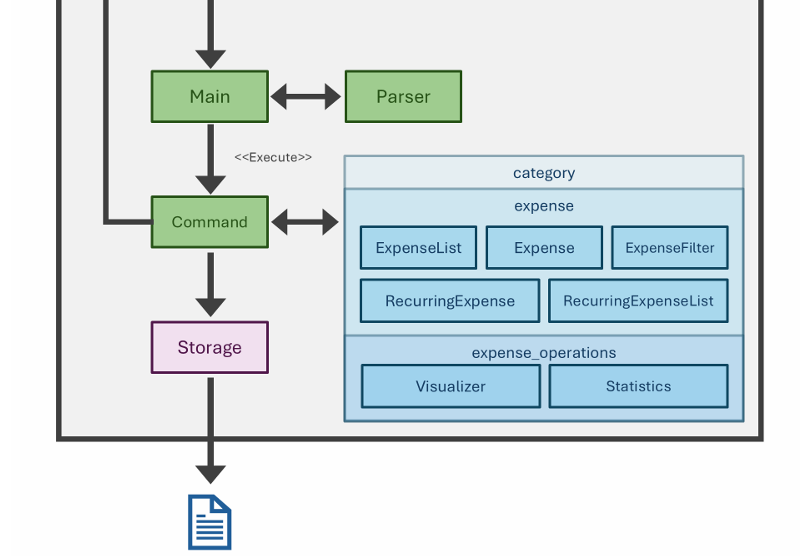 Main
Parser
<<Execute>>
category
expense
Command
ExpenseList
Expense
ExpenseFilter
RecurringExpense
RecurringExpenseList
Storage
expense_operations
Visualizer
Statistics